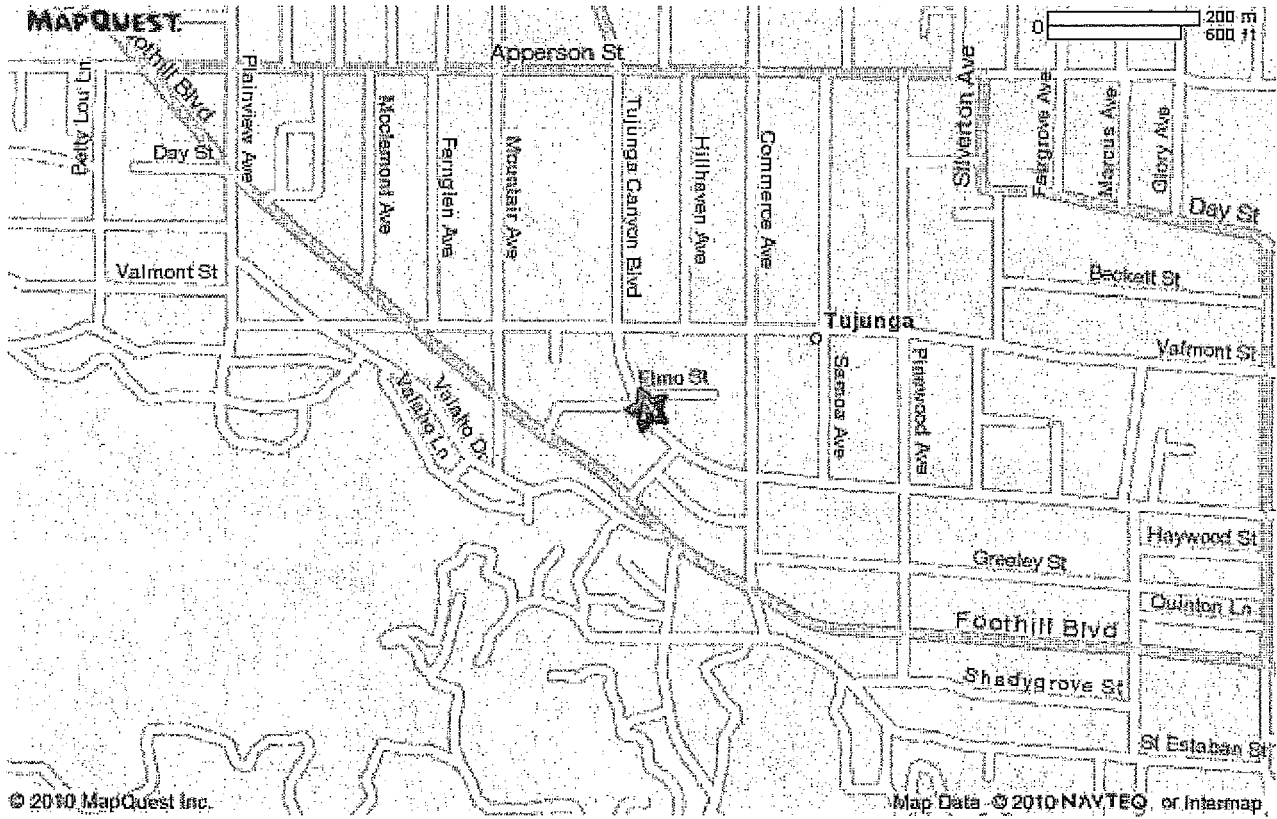 MAPQUEST.
0
200 m
600 ft
Apperson St
Foothill Blvd
Betty Lou Ln
Plainview Ave
Day St
Mcclemont Ave
Fernglen Ave
Mountair Ave
Tujunga Canyon Blvd
Hillhaven Ave
Commerce Ave
Silverton Ave
Fairgrove Ave
Marcus Ave
Glory Ave
Day St
Valmont St
Beckett St
Tujunga
Valmont St
Elmo St
Valaho Ln
Valaho Dr
Samoa Ave
Pinewood Ave
Haywood St
Greeley St
Quinton Ln
Foothill Blvd
Shadygrove St
St Estaban St
© 2010 MapQuest Inc.
Map Data © 2010 NAVTEQ or Intermap